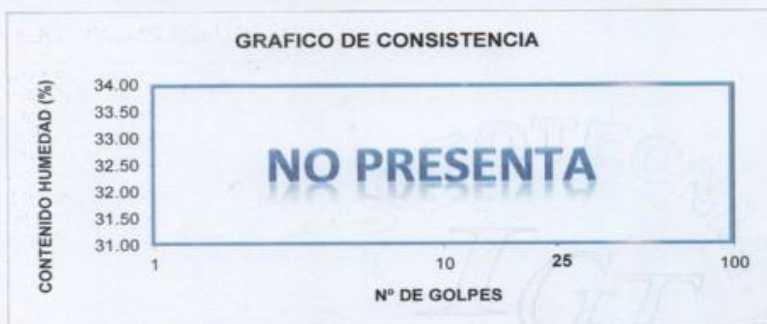 GRAFICO DE CONSISTENCIA
CONTENIDO HUMEDAD (%)
34.00
33.50
33.00
32.50
32.00
31.50
31.00
NO PRESENTA
1 10 25 100
Nº DE GOLPES
IGT